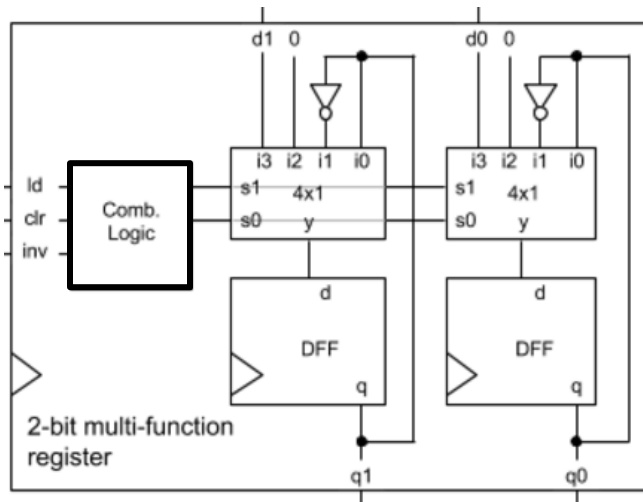 d1 0 d0 0
i3 i2 i1 i0 i3 i2 i1 i0
ld s1 4x1 s1 4x1
clr Comb. Logic s0 y s0 y
inv
d d
DFF DFF
q q
2-bit multi-function
register
q1 q0